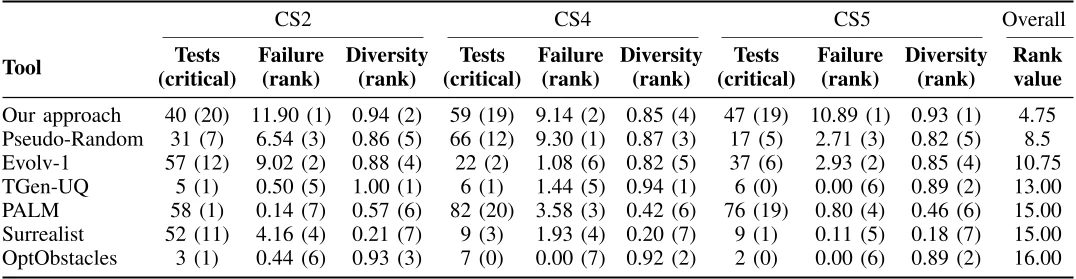 CS2 CS4 CS5 Overall
Tool Tests (critical) Failure (rank) Diversity (rank) Tests (critical) Failure (rank) Diversity (rank) Tests (critical) Failure (rank) Diversity (rank) Rank value
Our approach 40 (20) 11.90 (1) 0.94 (2) 59 (19) 9.14 (2) 0.85 (4) 47 (19) 10.89 (1) 0.93 (1) 4.75
Pseudo-Random 31 (7) 6.54 (3) 0.86 (5) 66 (12) 9.30 (1) 0.87 (3) 17 (5) 2.71 (3) 0.82 (5) 8.5
Evolv-1 57 (12) 9.02 (2) 0.88 (4) 22 (2) 1.08 (6) 0.82 (5) 37 (6) 2.93 (2) 0.85 (4) 10.75
TGen-UQ 5 (1) 0.50 (5) 1.00 (1) 6 (1) 1.44 (5) 0.94 (1) 6 (0) 0.00 (6) 0.89 (2) 13.00
PALM 58 (1) 0.14 (7) 0.57 (6) 82 (20) 3.58 (3) 0.42 (6) 76 (19) 0.80 (4) 0.46 (6) 15.00
Surrealist 52 (11) 4.16 (4) 0.21 (7) 9 (3) 1.93 (4) 0.20 (7) 9 (1) 0.11 (5) 0.18 (7) 15.00
OptObstacles 3 (1) 0.44 (6) 0.93 (3) 7 (0) 0.00 (7) 0.92 (2) 2 (0) 0.00 (6) 0.89 (2) 16.00